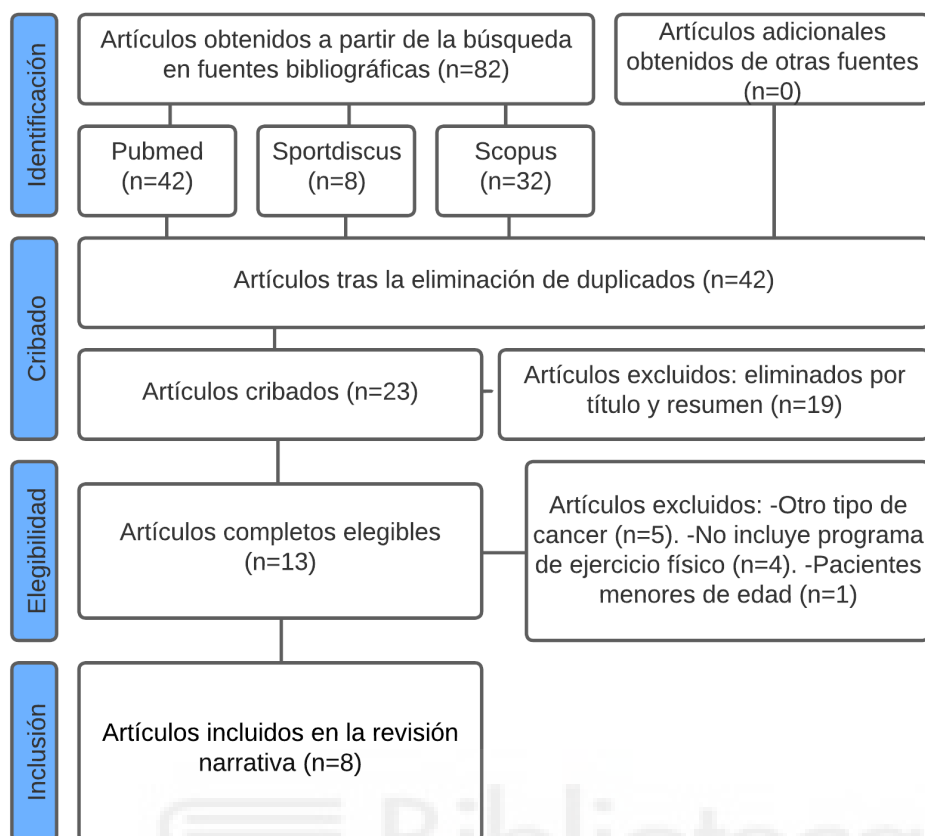 Identificación
Artículos obtenidos a partir de la búsqueda
en fuentes bibliográficas (n=82)
Artículos adicionales
obtenidos de otras fuentes
(n=0)
Pubmed
(n=42)
Sportdiscus
(n=8)
Scopus
(n=32)
Cribado
Artículos tras la eliminación de duplicados (n=42)
Artículos cribados (n=23)
Artículos excluidos: eliminados por
título y resumen (n=19)
Elegibilidad
Artículos completos elegibles
(n=13)
Artículos excluidos: -Otro tipo de
cancer (n=5). -No incluye programa
de ejercicio físico (n=4). -Pacientes
menores de edad (n=1)
Inclusión
Artículos incluidos en la revisión
narrativa (n=8)